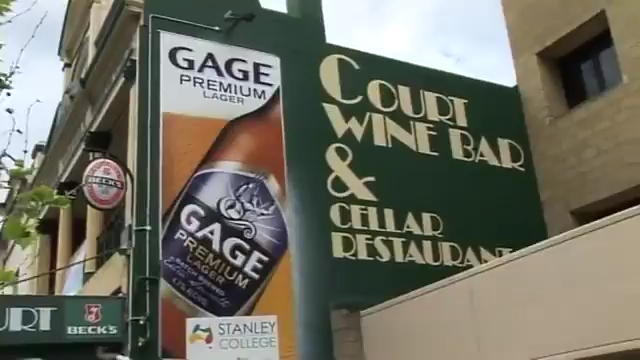 GAGE
PREMIUM
LAGER
GAGE
PREMIUM
LAGER
COURT
WINE BAR
&
CELLAR
RESTAURANT
BECK'S
URT
BECK'S
STANLEY
COLLEGE